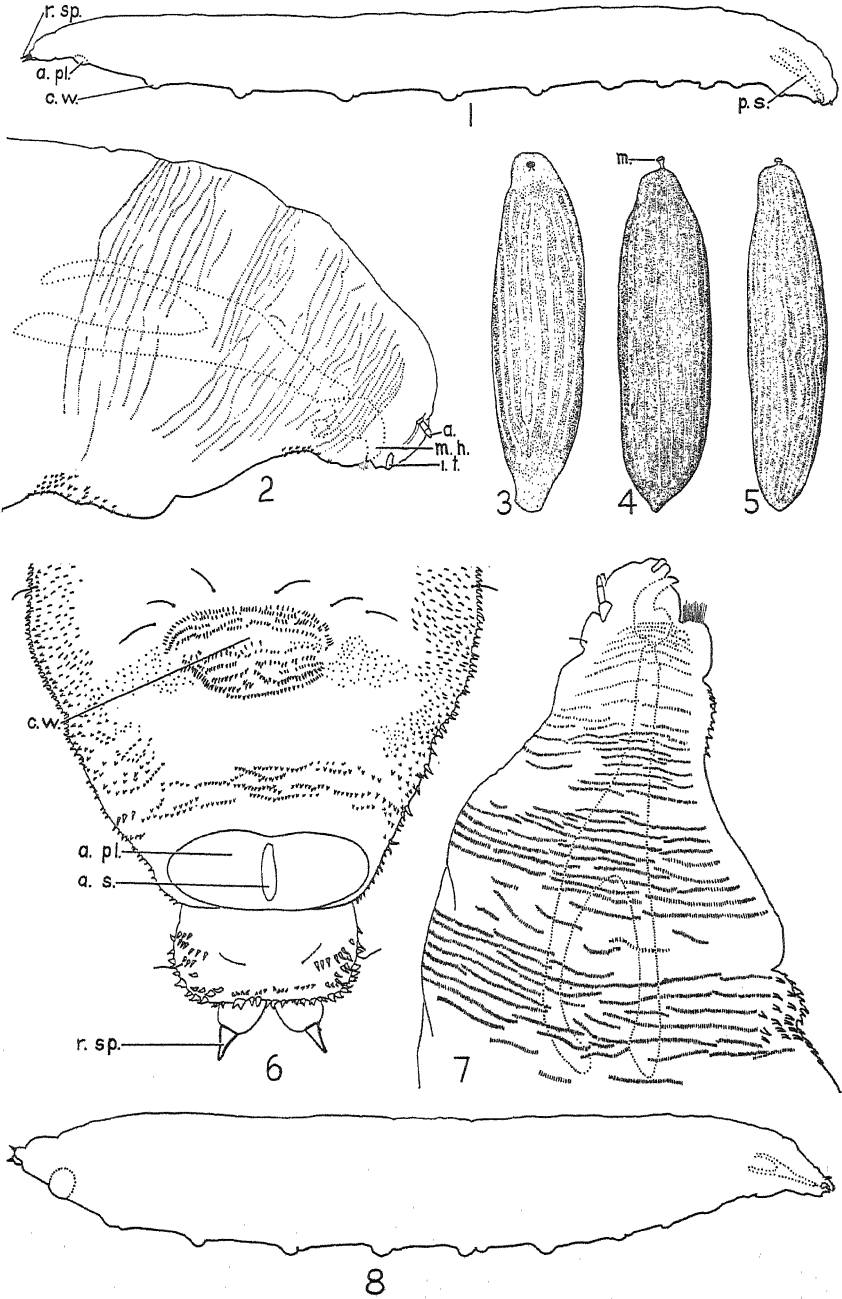 r. sp.
a. pl.
c. w.
p. s.
1
m.
a.
m. h.
i. t.
2
3
4
5
c. w.
a. pl.
a. s.
r. sp.
6
7
8